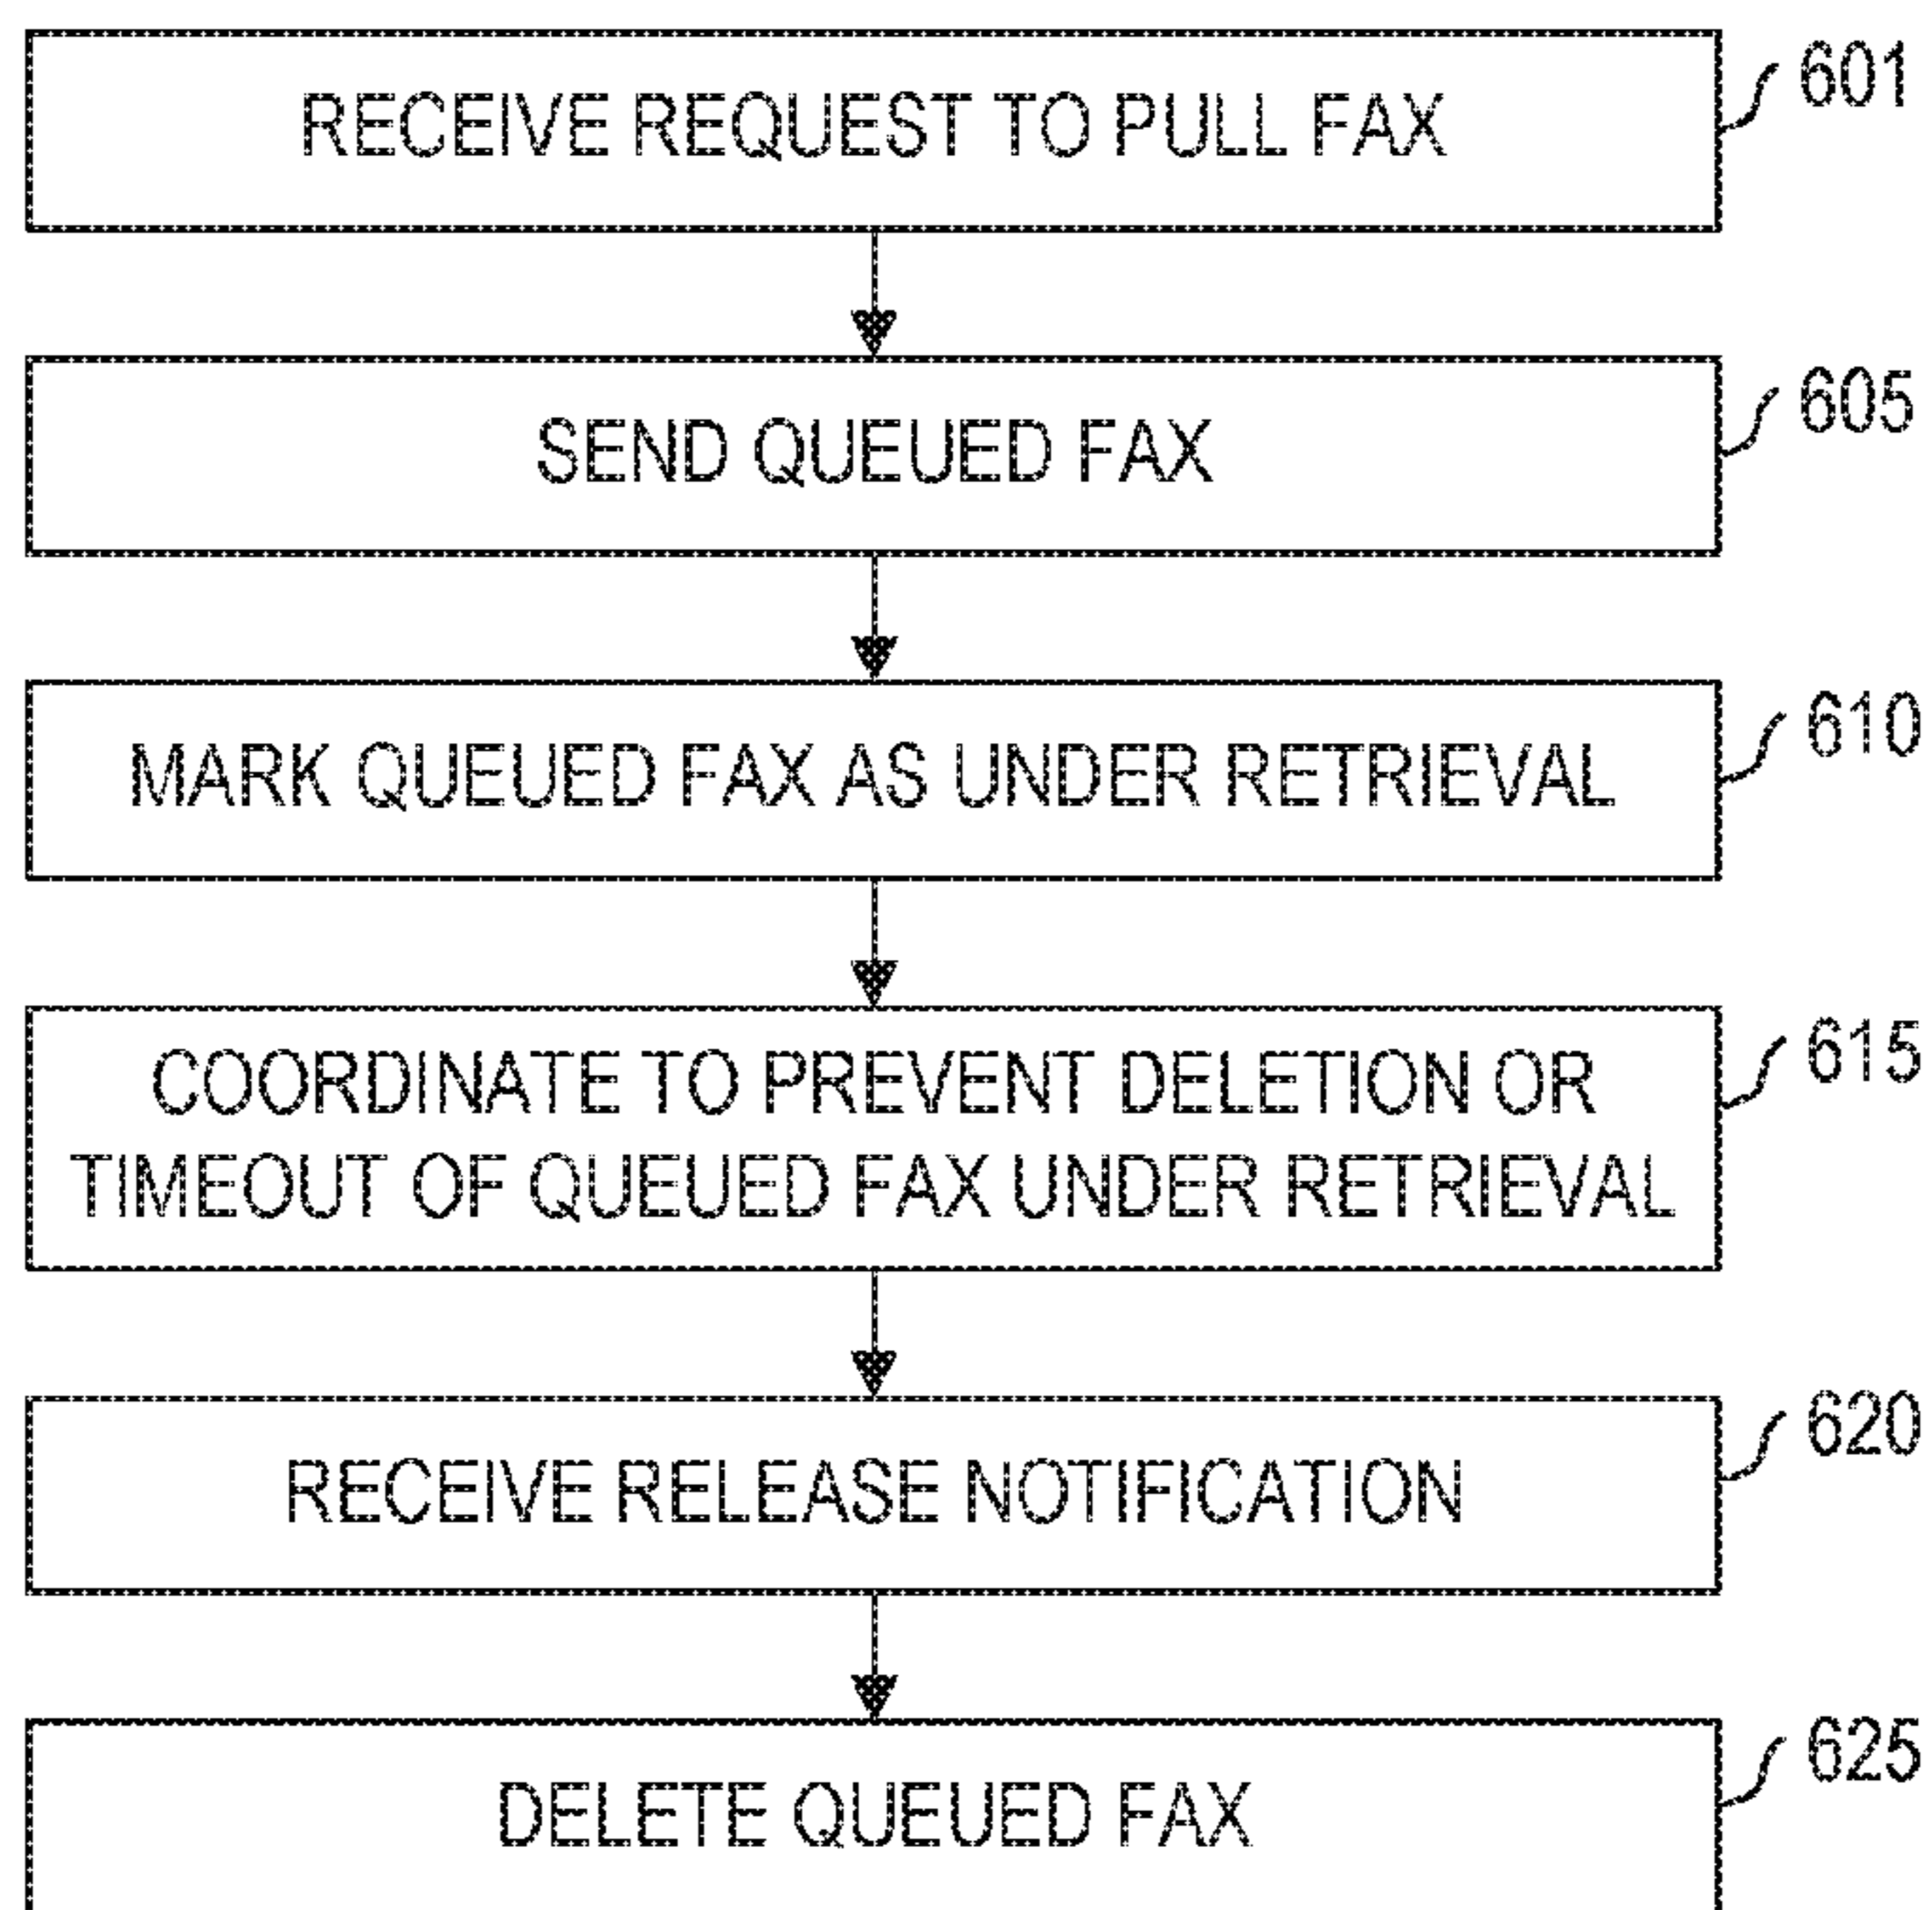 RECEIVE REQUEST TO PULL FAX
601
SEND QUEUED FAX
605
MARK QUEUED FAX AS UNDER RETRIEVAL
610
COORDINATE TO PREVENT DELETION OR
TIMEOUT OF QUEUED FAX UNDER RETRIEVAL
615
RECEIVE RELEASE NOTIFICATION
620
DELETE QUEUED FAX
625